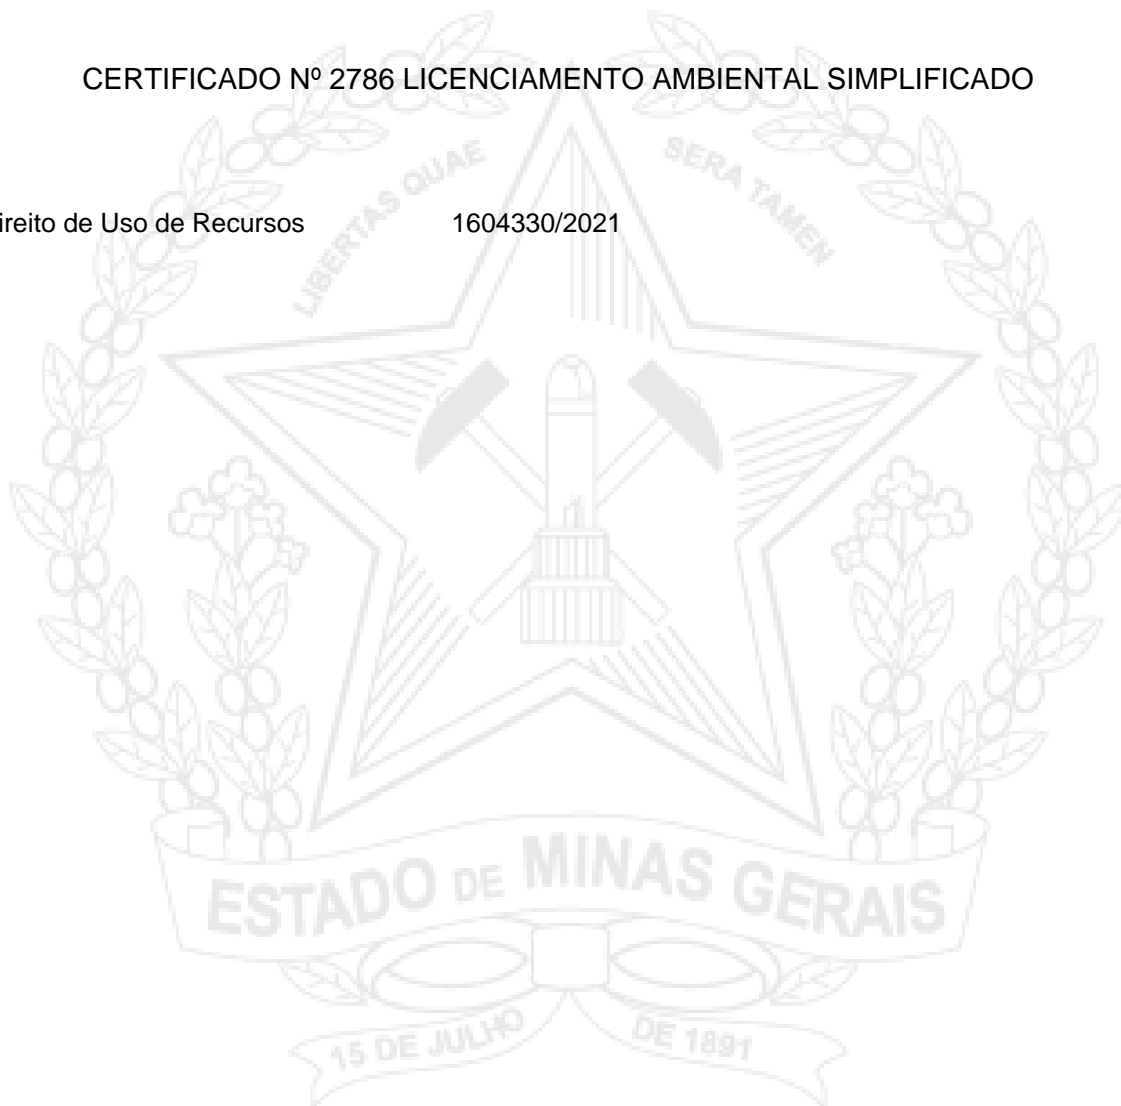 CERTIFICADO Nº 2786 LICENCIAMENTO AMBIENTAL SIMPLIFICADO
LIBERTAS QUAE SERA TAMEN
ireito de Uso de Recursos 1604330/2021
ESTADO DE MINAS GERAIS
15 DE JULHO DE 1891